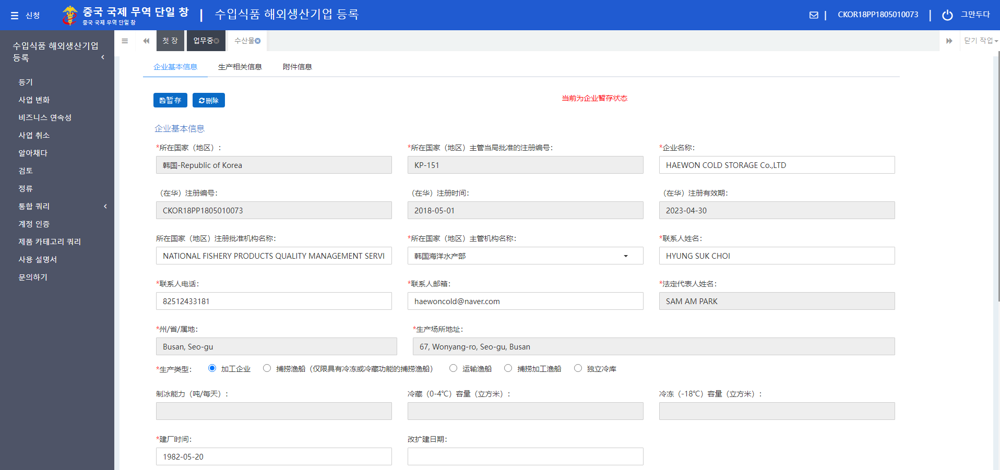 신청
중국 국제 무역 단일 창
중국 국제 무역 단일 창
수입식품 해외생산기업 등록
CKOR18PP1805010073
그만두다
수입식품 해외생산기업
등록
등기
사업 변화
비즈니스 연속성
사업 취소
알아채다
검토
정류
통합 쿼리
계정 인증
제품 카테고리 쿼리
사용 설명서
문의하기
첫 장
업무중
수산물
닫기 작업
企业基本信息
生产相关信息
附件信息
暂存
删除
当前为企业暂存状态
企业基本信息
*所在国家（地区）:
*所在国家（地区）主管当局批准的注册编号:
*企业名称:
韩国-Republic of Korea
KP-151
HAEWON COLD STORAGE Co.,LTD
（在华）注册编号:
（在华）注册时间:
（在华）注册有效期:
CKOR18PP1805010073
2018-05-01
2023-04-30
所在国家（地区）注册批准机构名称:
*所在国家（地区）主管机构名称:
*联系人姓名:
NATIONAL FISHERY PRODUCTS QUALITY MANAGEMENT SERVI
韩国海洋水产部
HYUNG SUK CHOI
*联系人电话:
*联系人邮箱:
*法定代表人姓名:
82512433181
haewoncold@naver.com
SAM AM PARK
*州/省/属地:
*生产场所地址:
Busan, Seo-gu
67, Wonyang-ro, Seo-gu, Busan
*生产类型:
加工企业
捕捞渔船（仅限具有冷冻或冷藏功能的捕捞渔船）
运输渔船
捕捞加工渔船
独立冷库
制冰能力（吨/每天）:
冷藏（0-4℃）容量（立方米）:
冷冻（-18℃）容量（立方米）:
*建厂时间:
改扩建日期:
1982-05-20